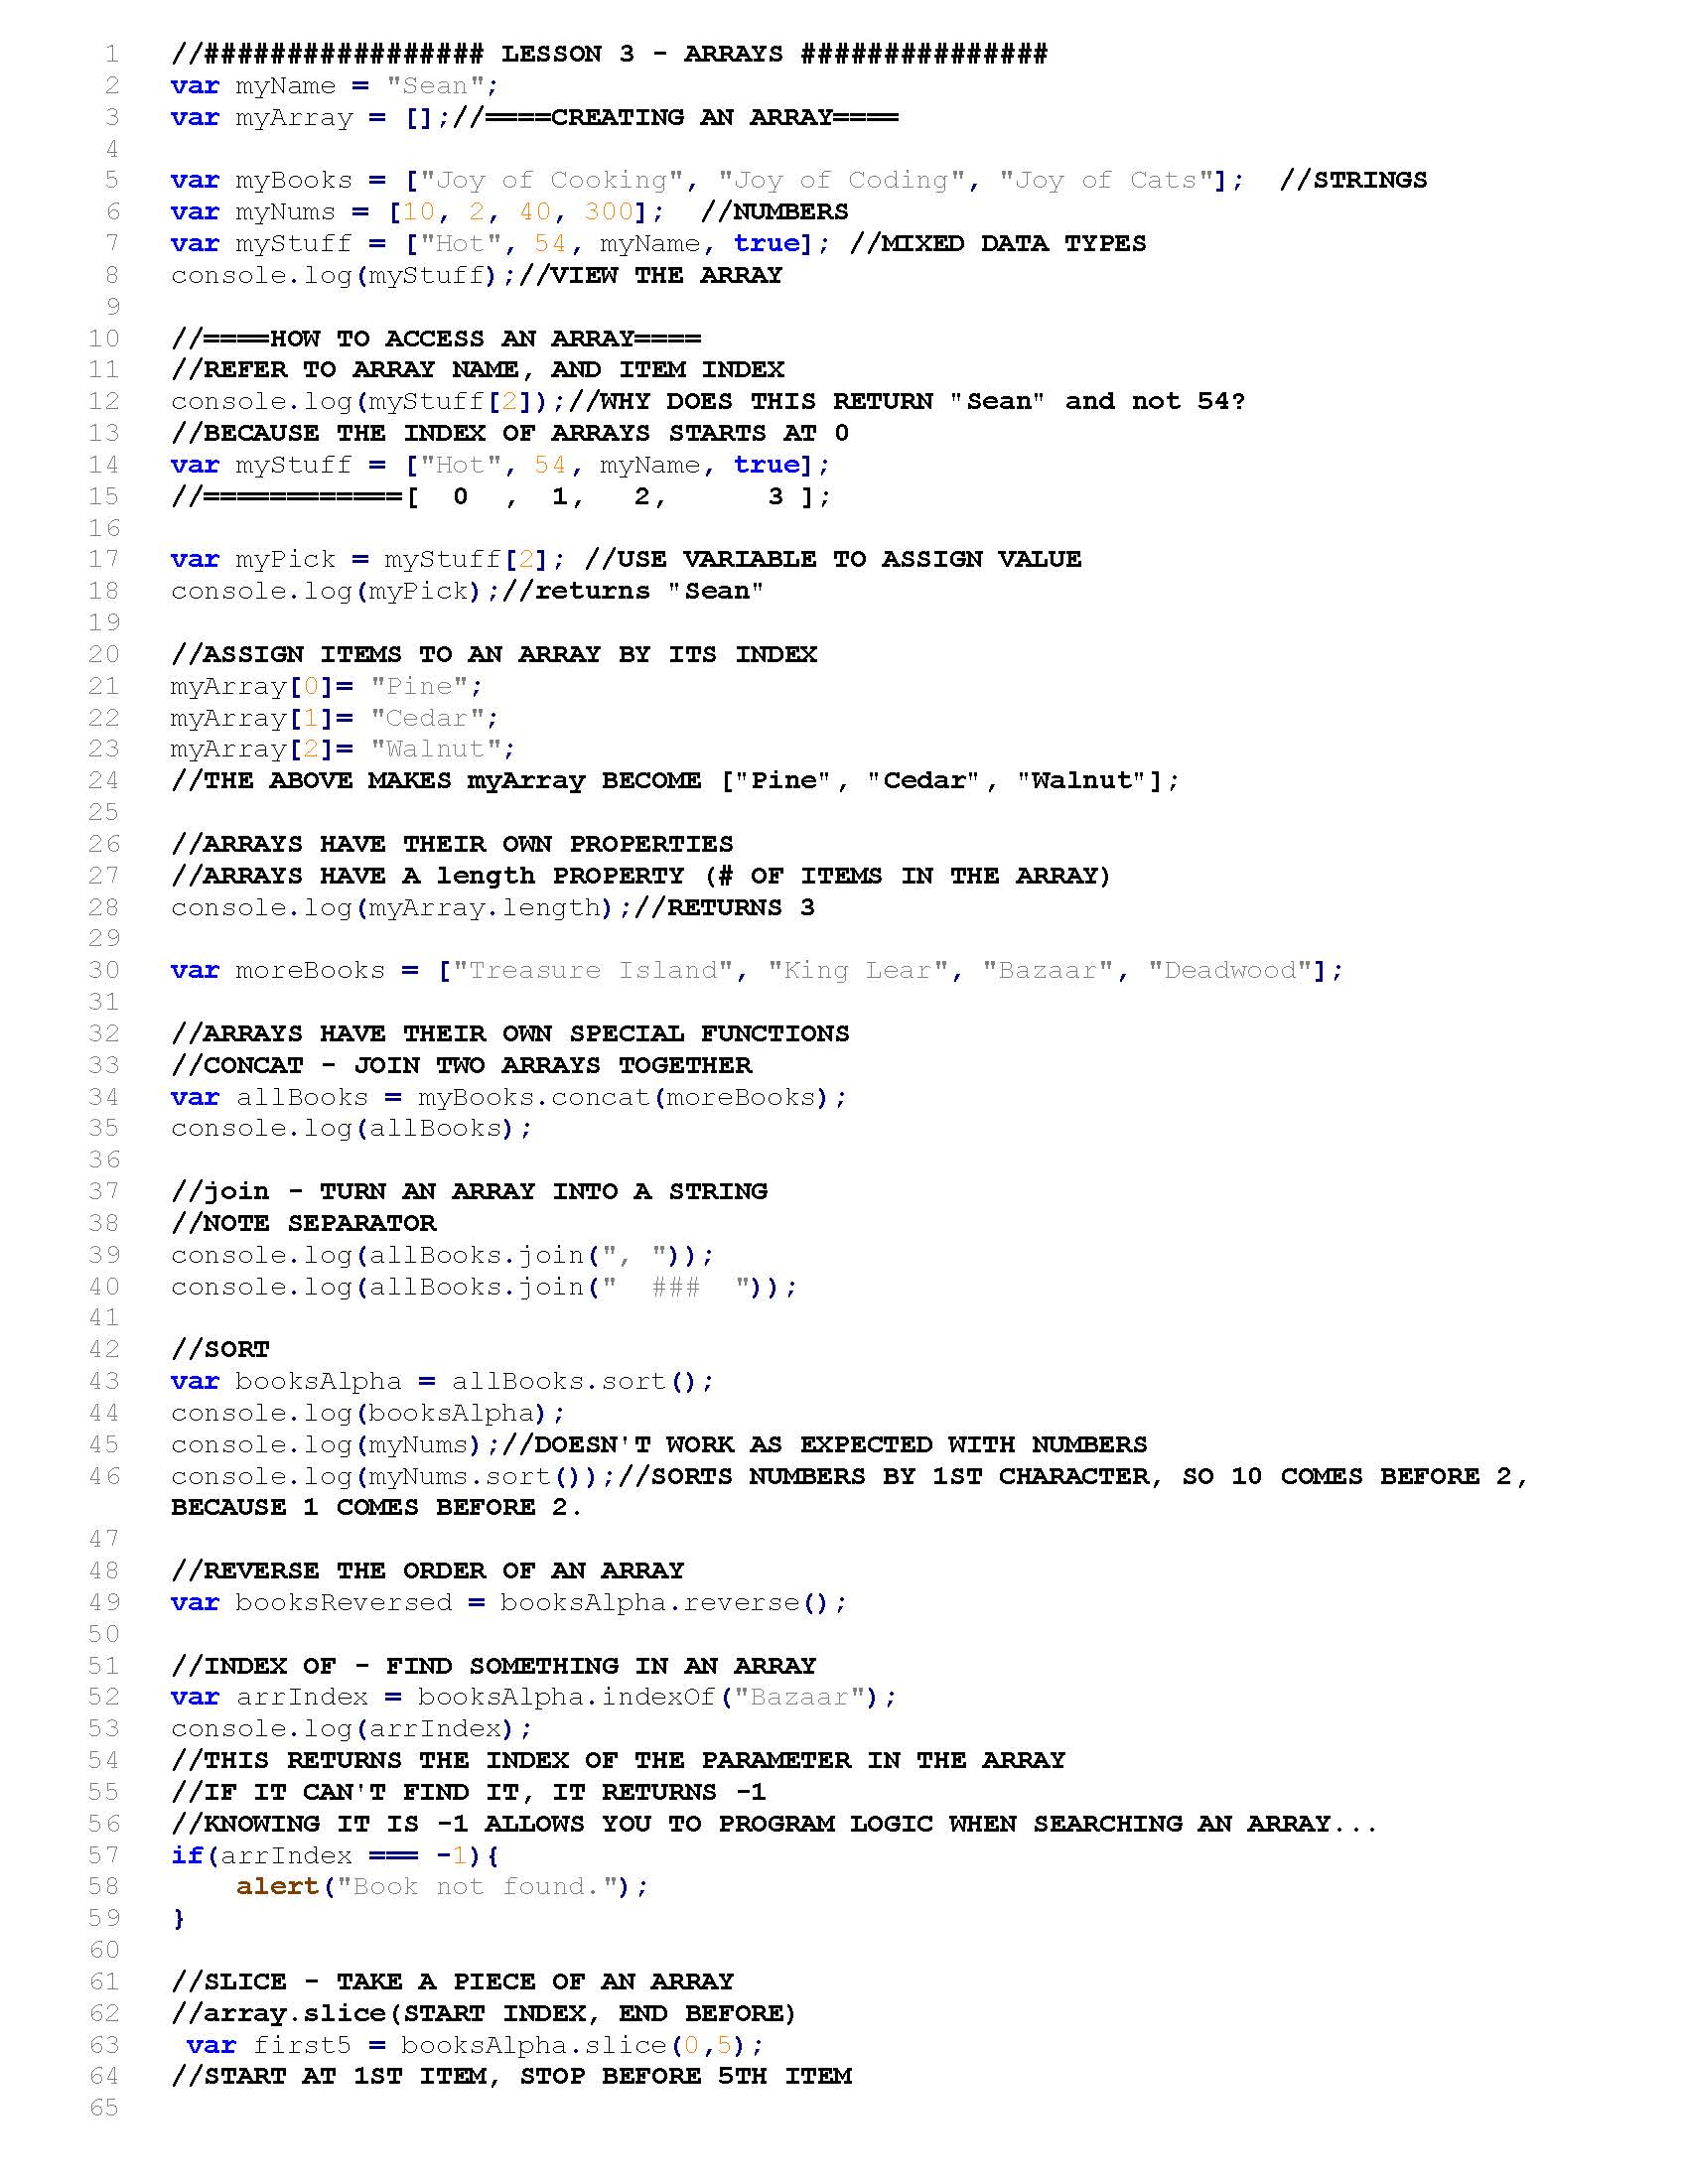 1 //################# LESSON 3 - ARRAYS ###############
2 var myName = "Sean";
3 var myArray = [];//====CREATING AN ARRAY====
4
5 var myBooks = ["Joy of Cooking", "Joy of Coding", "Joy of Cats"];  //STRINGS
6 var myNums = [10, 2, 40, 300];  //NUMBERS
7 var myStuff = ["Hot", 54, myName, true]; //MIXED DATA TYPES
8 console.log(myStuff);//VIEW THE ARRAY
9
10 //====HOW TO ACCESS AN ARRAY====
11 //REFER TO ARRAY NAME, AND ITEM INDEX
12 console.log(myStuff[2]);//WHY DOES THIS RETURN "Sean" and not 54?
13 //BECAUSE THE INDEX OF ARRAYS STARTS AT 0
14 var myStuff = ["Hot", 54, myName, true];
15 //============[  0  ,  1,   2,      3 ];
16
17 var myPick = myStuff[2]; //USE VARIABLE TO ASSIGN VALUE
18 console.log(myPick);//returns "Sean"
19
20 //ASSIGN ITEMS TO AN ARRAY BY ITS INDEX
21 myArray[0]= "Pine";
22 myArray[1]= "Cedar";
23 myArray[2]= "Walnut";
24 //THE ABOVE MAKES myArray BECOME ["Pine", "Cedar", "Walnut"];
25
26 //ARRAYS HAVE THEIR OWN PROPERTIES
27 //ARRAYS HAVE A length PROPERTY (# OF ITEMS IN THE ARRAY)
28 console.log(myArray.length);//RETURNS 3
29
30 var moreBooks = ["Treasure Island", "King Lear", "Bazaar", "Deadwood"];
31
32 //ARRAYS HAVE THEIR OWN SPECIAL FUNCTIONS
33 //CONCAT - JOIN TWO ARRAYS TOGETHER
34 var allBooks = myBooks.concat(moreBooks);
35 console.log(allBooks);
36
37 //join - TURN AN ARRAY INTO A STRING
38 //NOTE SEPARATOR
39 console.log(allBooks.join(", "));
40 console.log(allBooks.join("  ###  "));
41
42 //SORT
43 var booksAlpha = allBooks.sort();
44 console.log(booksAlpha);
45 console.log(myNums);//DOESN'T WORK AS EXPECTED WITH NUMBERS
46 console.log(myNums.sort());//SORTS NUMBERS BY 1ST CHARACTER, SO 10 COMES BEFORE 2,
BECAUSE 1 COMES BEFORE 2.
47
48 //REVERSE THE ORDER OF AN ARRAY
49 var booksReversed = booksAlpha.reverse();
50
51 //INDEX OF - FIND SOMETHING IN AN ARRAY
52 var arrIndex = booksAlpha.indexOf("Bazaar");
53 console.log(arrIndex);
54 //THIS RETURNS THE INDEX OF THE PARAMETER IN THE ARRAY
55 //IF IT CAN'T FIND IT, IT RETURNS -1
56 //KNOWING IT IS -1 ALLOWS YOU TO PROGRAM LOGIC WHEN SEARCHING AN ARRAY...
57 if(arrIndex === -1){
58     alert("Book not found.");
59 }
60
61 //SLICE - TAKE A PIECE OF AN ARRAY
62 //array.slice(START INDEX, END BEFORE)
63  var first5 = booksAlpha.slice(0,5);
64 //START AT 1ST ITEM, STOP BEFORE 5TH ITEM
65